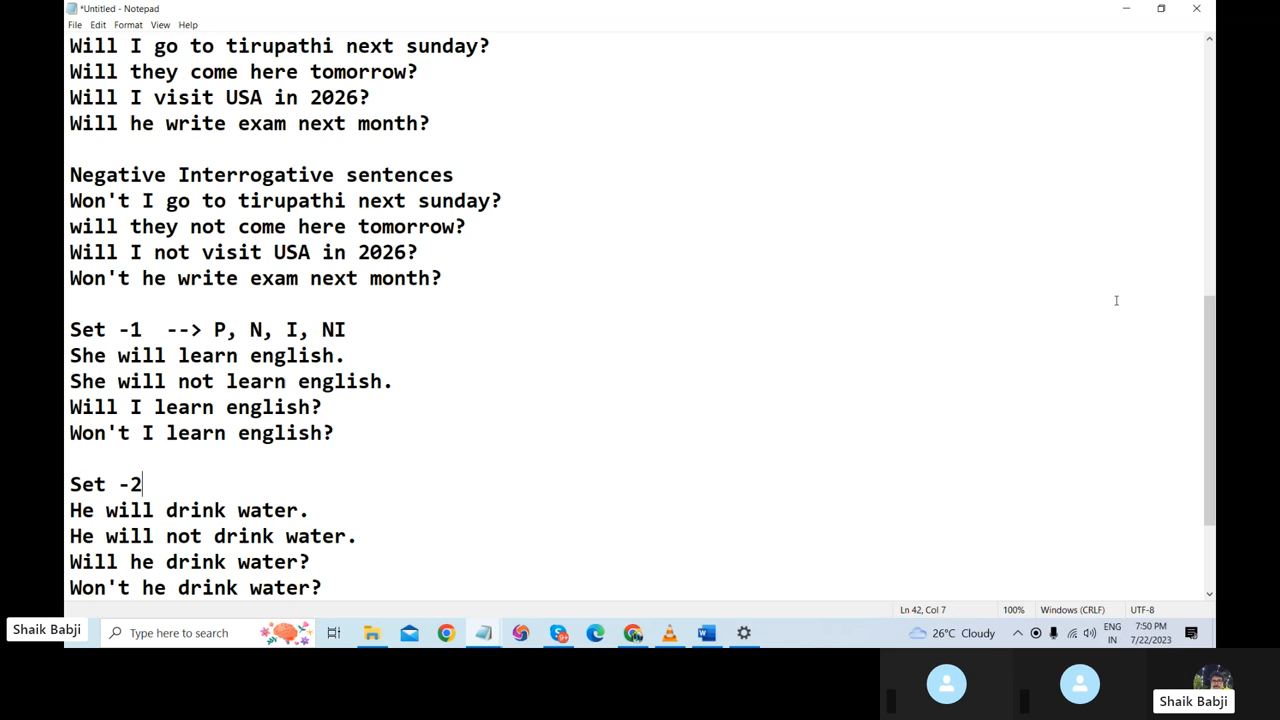 *Untitled - Notepad
File Edit Format View Help
Will I go to tirupathi next sunday?
Will they come here tomorrow?
Will I visit USA in 2026?
Will he write exam next month?
Negative Interrogative sentences
Won't I go to tirupathi next sunday?
will they not come here tomorrow?
Will I not visit USA in 2026?
Won't he write exam next month?
Set -1 --> P, N, I, NI
She will learn english.
She will not learn english.
Will I learn english?
Won't I learn english?
Set -2
He will drink water.
He will not drink water.
Will he drink water?
Won't he drink water?
Ln 42, Col 7 100% Windows (CRLF) UTF-8
Shaik Babji
Type here to search
26°C Cloudy
ENG
IN
7:50 PM
7/22/2023
Shaik Babji